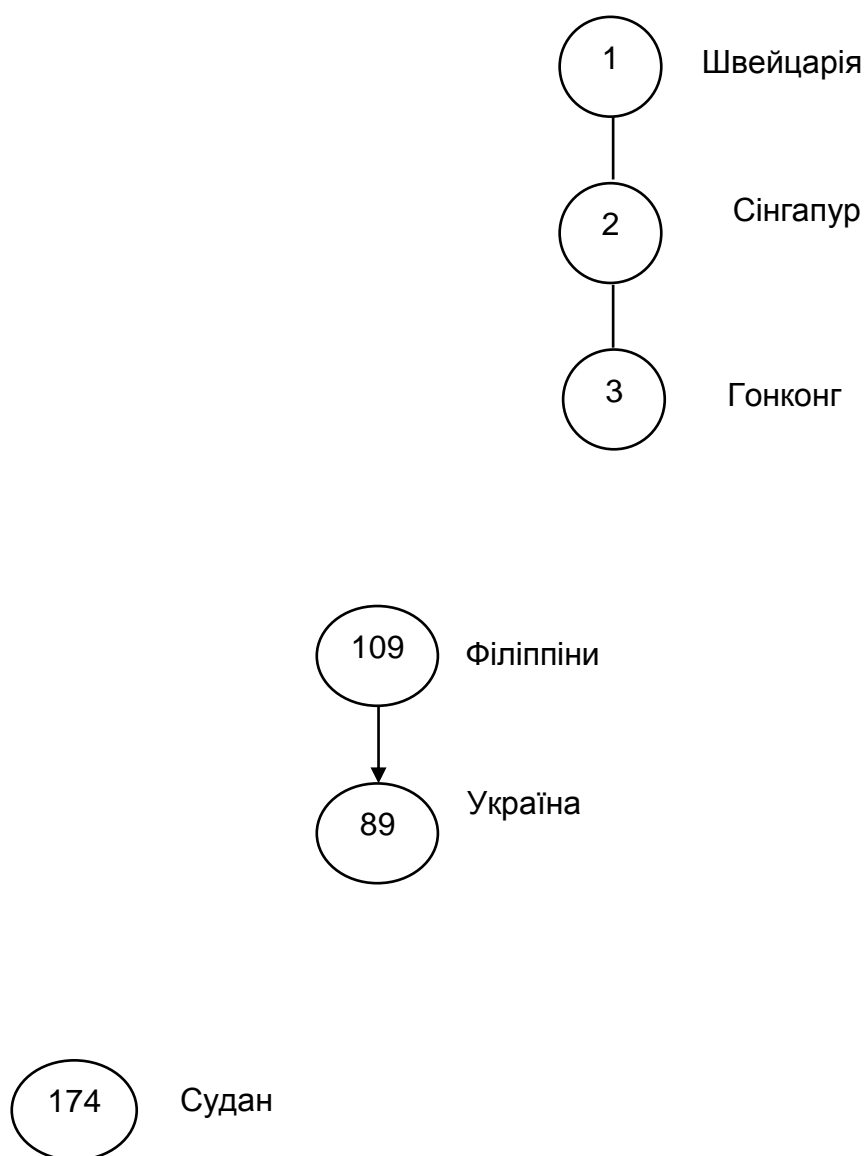 1 Швейцарія
2 Сінгапур
3 Гонконг
109 Філіппіни
89 Україна
174 Судан